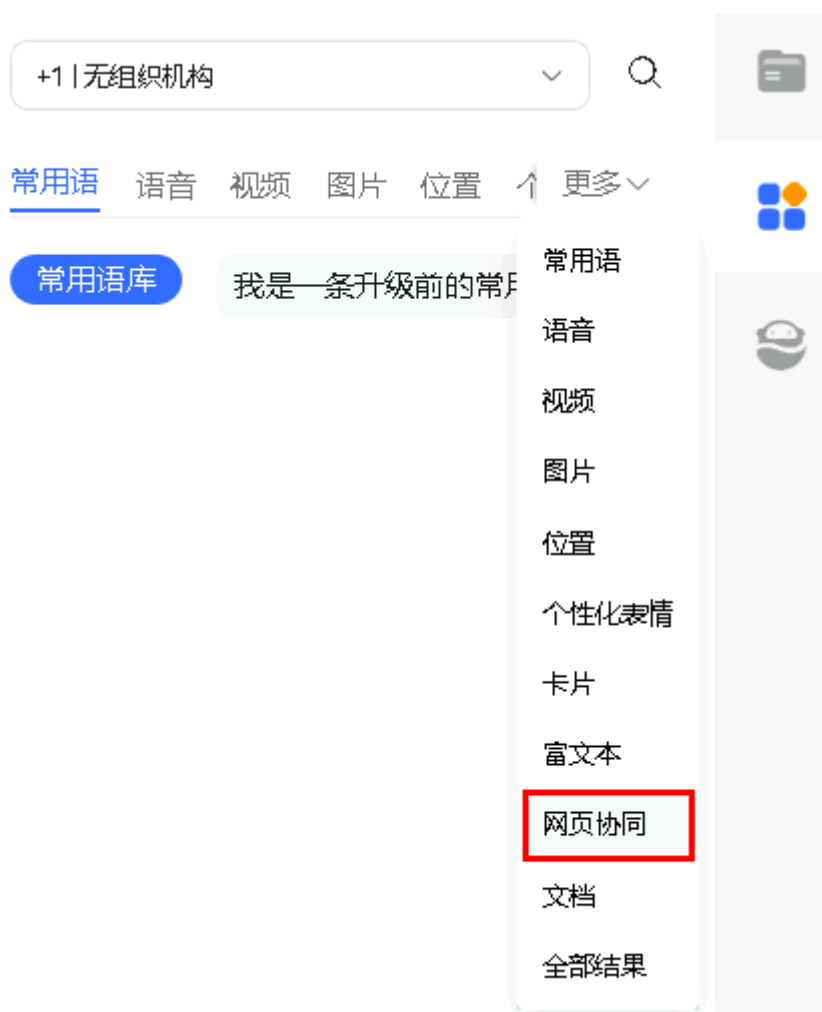 +1 | 无组织机构
常用语 语音 视频 图片 位置 个 更多
常用语库 我是一条升级前的常用
常用语
语音
视频
图片
位置
个性化表情
卡片
富文本
网页协同
文档
全部结果